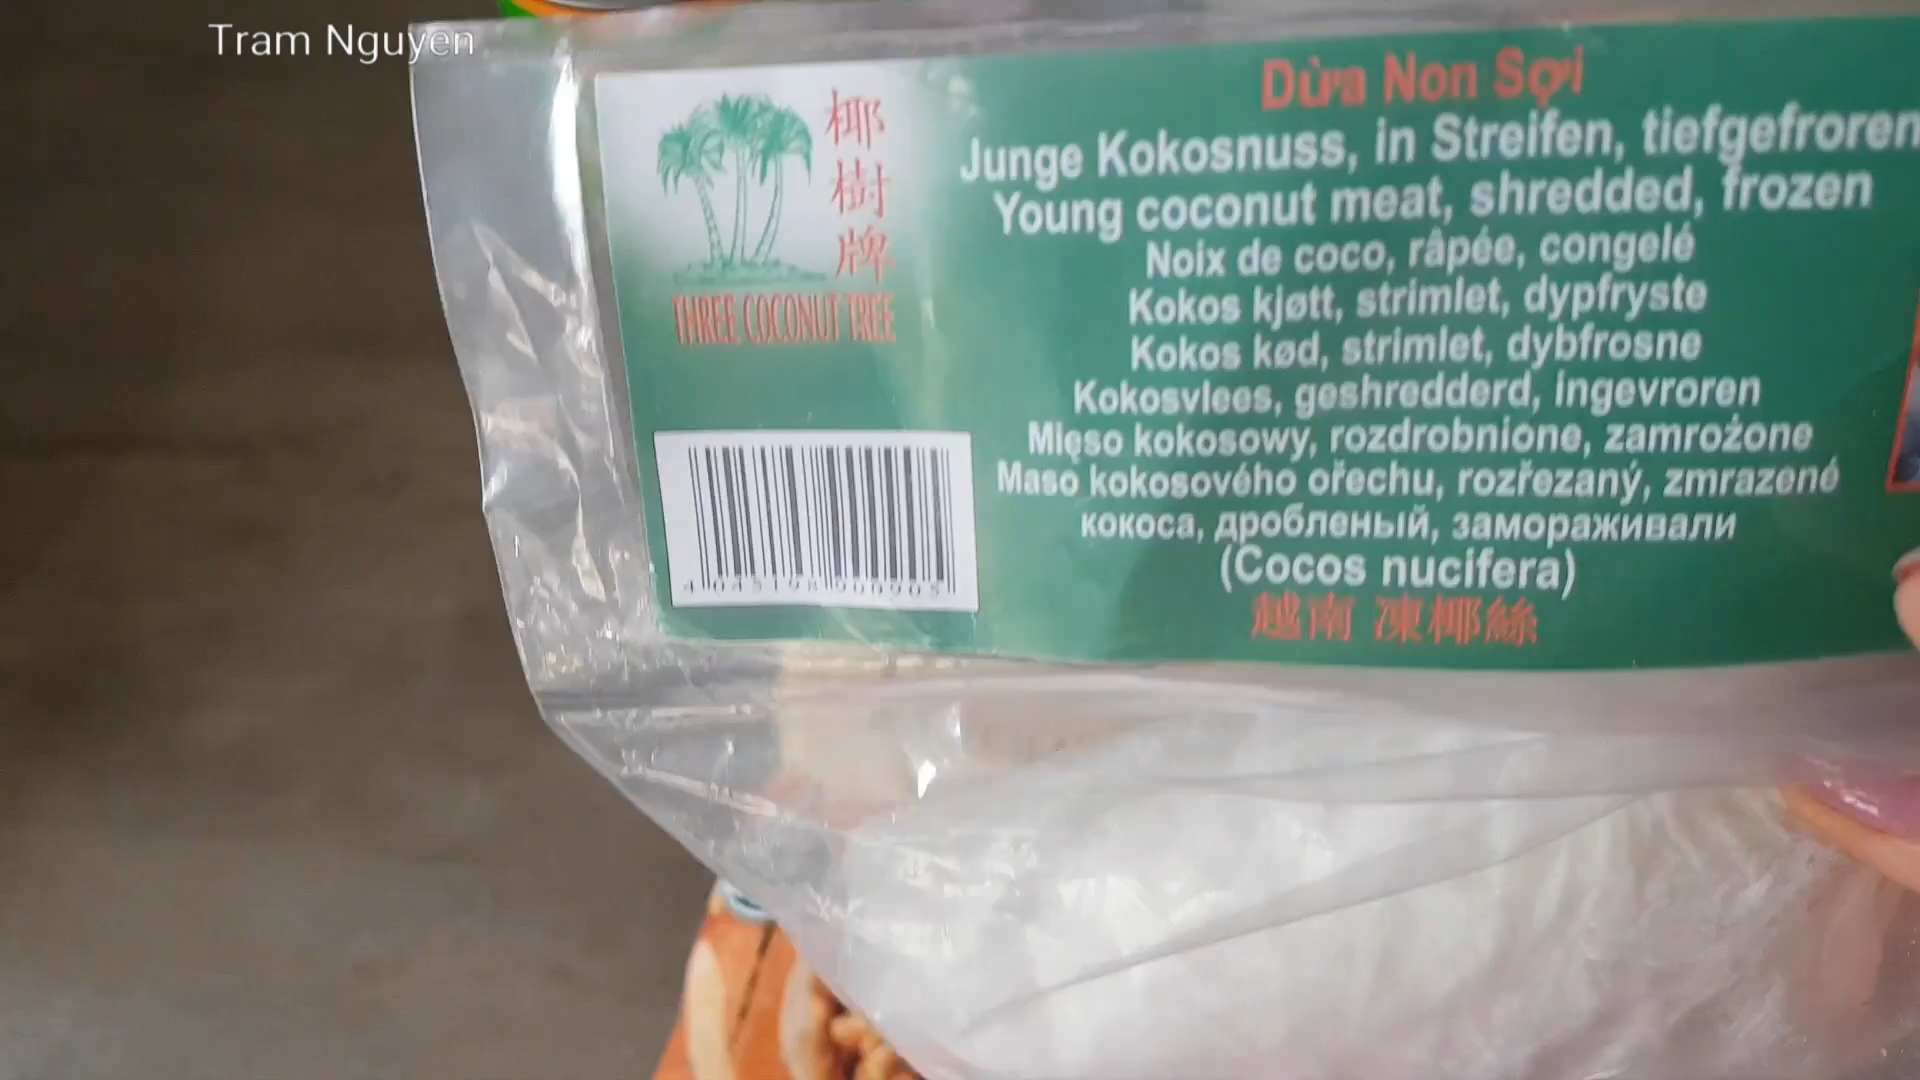 Tram Nguyen
椰樹牌
THREE COCONUT TREE
Dừa Non Sợi
Junge Kokosnuss, in Streifen, tiefgefroren
Young coconut meat, shredded, frozen
Noix de coco, râpée, congelé
Kokos kjøtt, strimlet, dypfryste
Kokos kød, strimlet, dybfrosne
Kokosvlees, geshredderd, ingevroren
Mięso kokosowy, rozdrobnione, zamrożone
Maso kokosového ořechu, rozřezaný, zmrazené
кокоса, дробленый, замораживали
(Cocos nucifera)
越南 凍椰絲